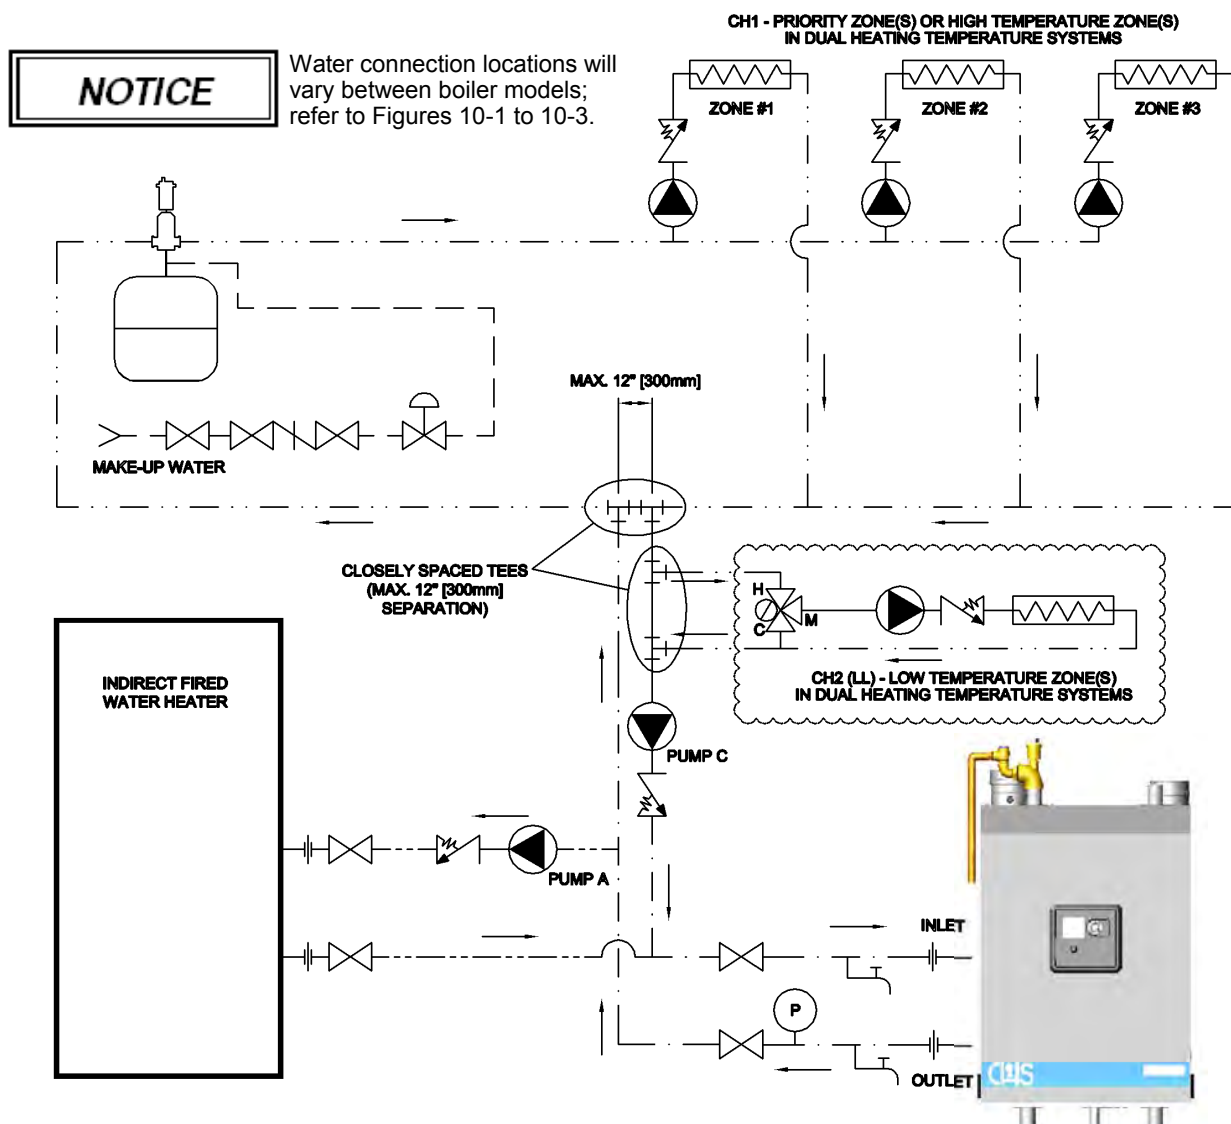 CH1 - PRIORITY ZONE(S) OR HIGH TEMPERATURE ZONE(S)
IN DUAL HEATING TEMPERATURE SYSTEMS
NOTICE
Water connection locations will
vary between boiler models;
refer to Figures 10-1 to 10-3.
ZONE #1
ZONE #2
ZONE #3
MAX. 12" [300mm]
MAKE-UP WATER
CLOSELY SPACED TEES
(MAX. 12" [300mm]
SEPARATION)
H
C
M
CH2 (LL) - LOW TEMPERATURE ZONE(S)
IN DUAL HEATING TEMPERATURE SYSTEMS
INDIRECT FIRED
WATER HEATER
PUMP C
PUMP A
INLET
P
OUTLET